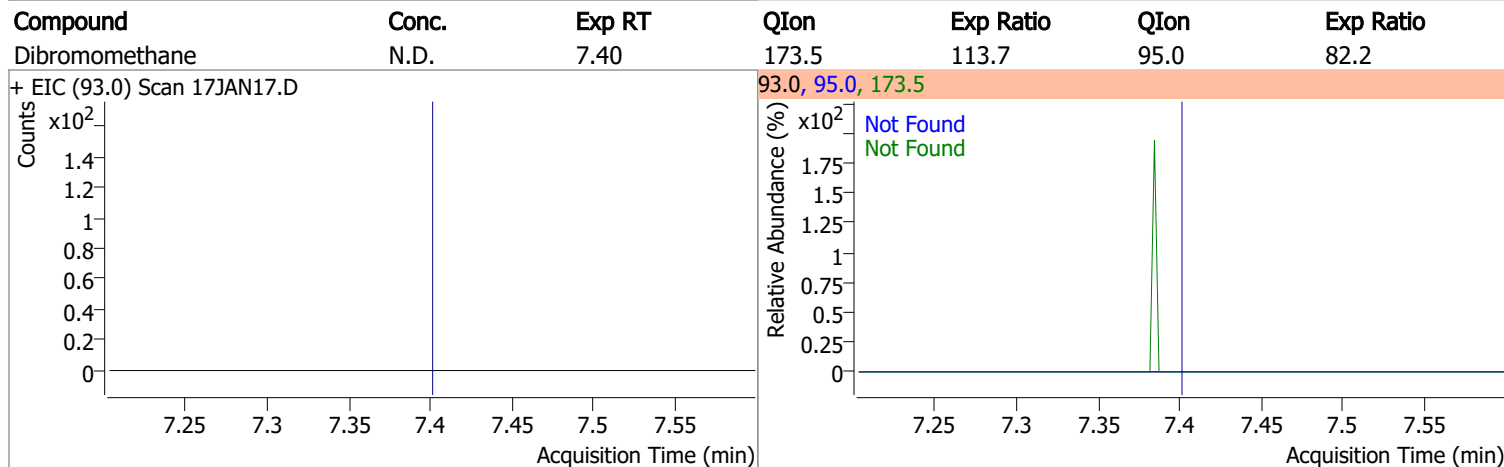 Compound Conc. Exp RT QIon Exp Ratio QIon Exp Ratio
Dibromomethane N.D. 7.40 173.5 113.7 95.0 82.2
+ EIC (93.0) Scan 17JAN17.D
Counts
x10²
1.4
1.2
1
0.8
0.6
0.4
0.2
0
7.25 7.3 7.35 7.4 7.45 7.5 7.55
Acquisition Time (min)
93.0, 95.0, 173.5
Relative Abundance (%)
x10²
Not Found
Not Found
1.75
1.5
1.25
1
0.75
0.5
0.25
0
7.25 7.3 7.35 7.4 7.45 7.5 7.55
Acquisition Time (min)